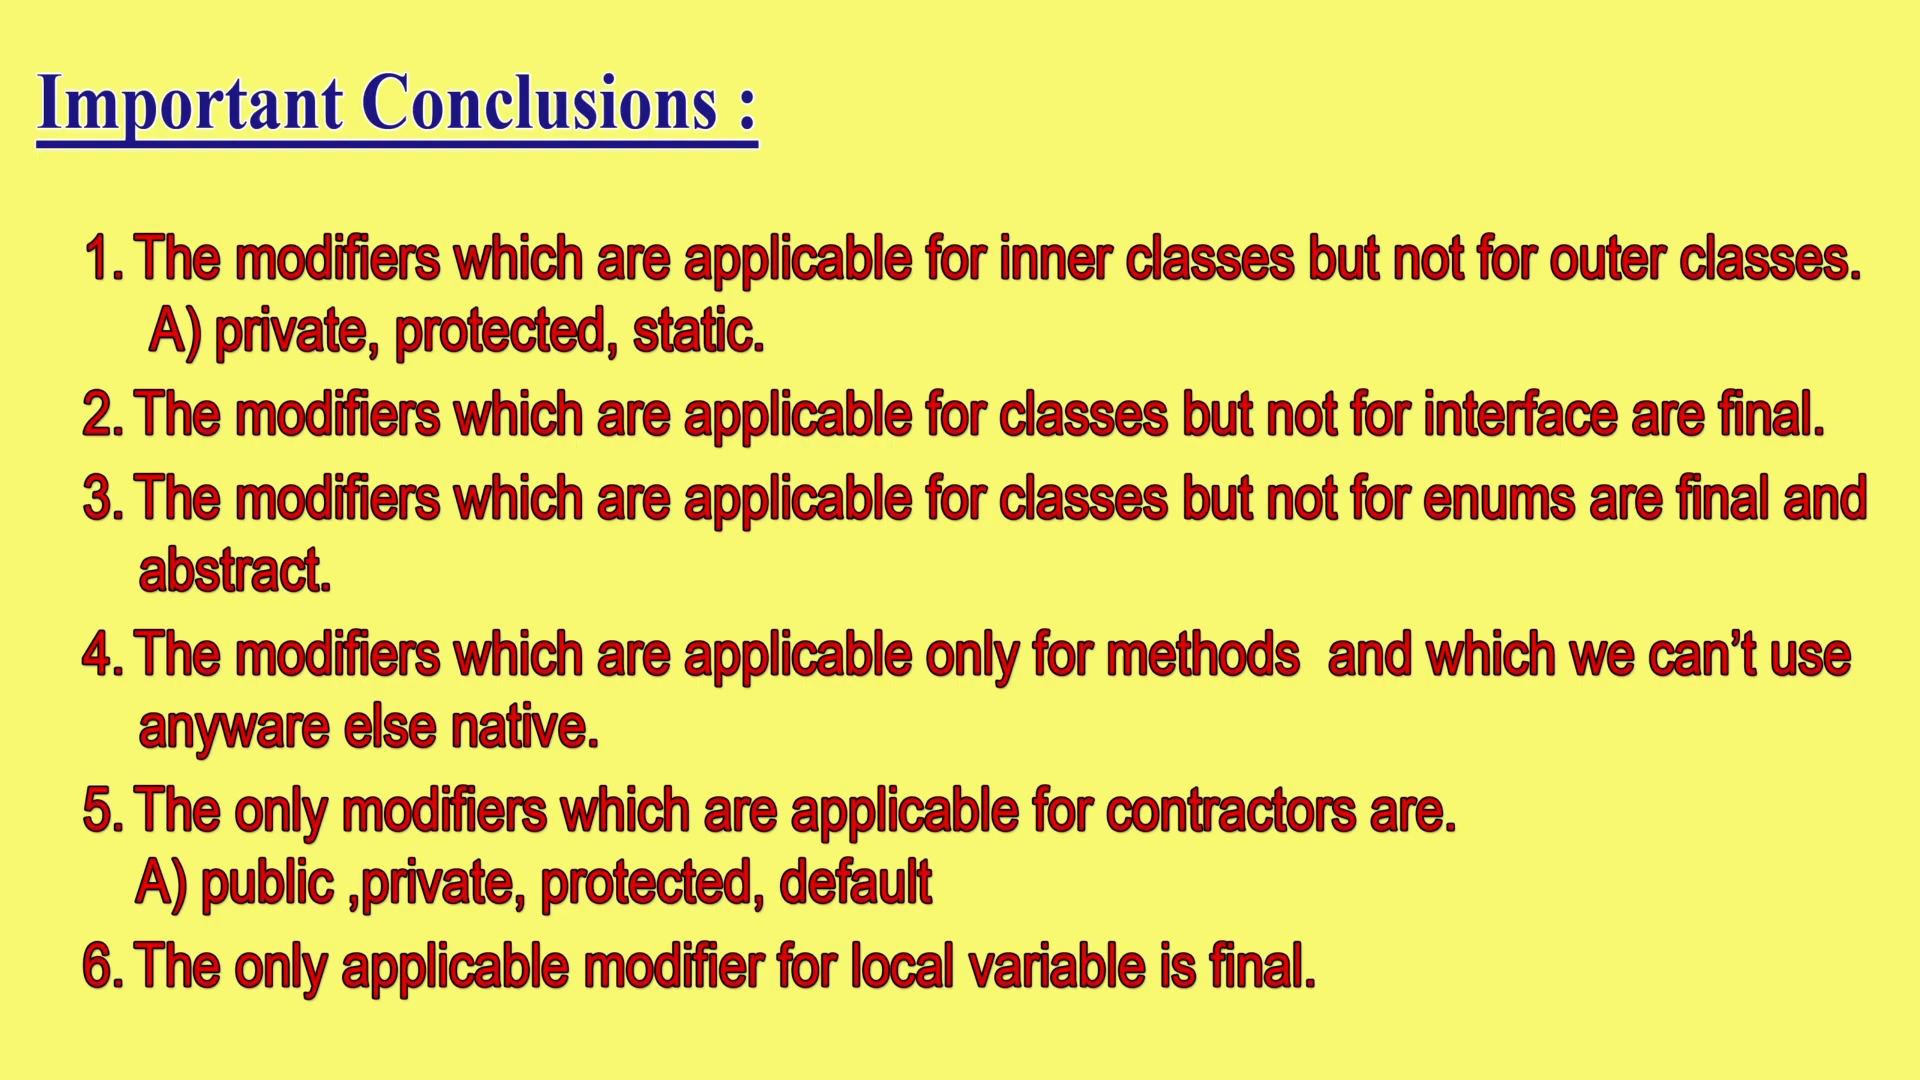 Important Conclusions :
1. The modifiers which are applicable for inner classes but not for outer classes.
A) private, protected, static.
2. The modifiers which are applicable for classes but not for interface are final.
3. The modifiers which are applicable for classes but not for enums are final and
abstract.
4. The modifiers which are applicable only for methods  and which we can’t use
anyware else native.
5. The only modifiers which are applicable for contractors are.
A) public ,private, protected, default
6. The only applicable modifier for local variable is final.